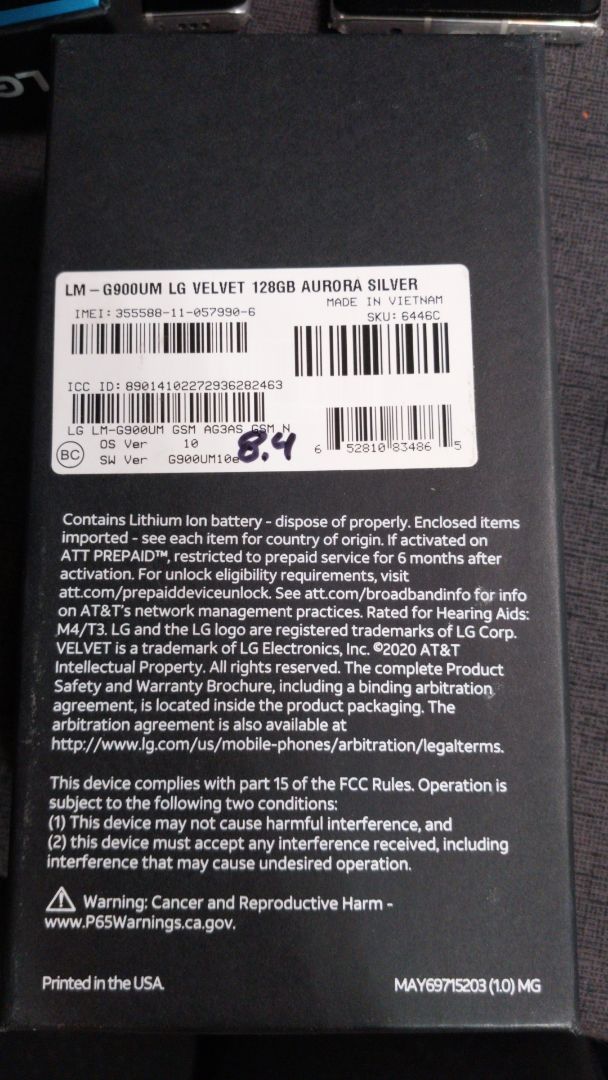 LG
LM-G900UM LG VELVET 128GB AURORA SILVER
MADE IN VIETNAM
IMEI: 355588-11-057990-6
SKU: 6446C
ICC ID: 89014102272936282463
LG LM-G900UM GSM AG3AS GSM N
BC
OS Ver 10
SW Ver G900UM10e
8.4
6 52810 83486 5
Contains Lithium Ion battery - dispose of properly. Enclosed items
imported - see each item for country of origin. If activated on
ATT PREPAID™, restricted to prepaid service for 6 months after
activation. For unlock eligibility requirements, visit
att.com/prepaiddeviceunlock. See att.com/broadbandinfo for info
on AT&T's network management practices. Rated for Hearing Aids:
M4/T3. LG and the LG logo are registered trademarks of LG Corp.
VELVET is a trademark of LG Electronics, Inc. ©2020 AT&T
Intellectual Property. All rights reserved. The complete Product
Safety and Warranty Brochure, including a binding arbitration
agreement, is located inside the product packaging. The
arbitration agreement is also available at
http://www.lg.com/us/mobile-phones/arbitration/legalterms.
This device complies with part 15 of the FCC Rules. Operation is
subject to the following two conditions:
(1) This device may not cause harmful interference, and
(2) this device must accept any interference received, including
interference that may cause undesired operation.
Warning: Cancer and Reproductive Harm -
www.P65Warnings.ca.gov.
Printed in the USA.
MAY69715203 (1.0) MG